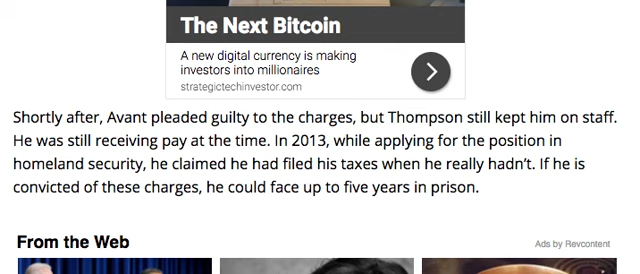 The Next Bitcoin
A new digital currency is making
investors into millionaires
strategictechinvestor.com
Shortly after, Avant pleaded guilty to the charges, but Thompson still kept him on staff.
He was still receiving pay at the time. In 2013, while applying for the position in
homeland security, he claimed he had filed his taxes when he really hadn't. If he is
convicted of these charges, he could face up to five years in prison.
From the Web
Ads by Revcontent